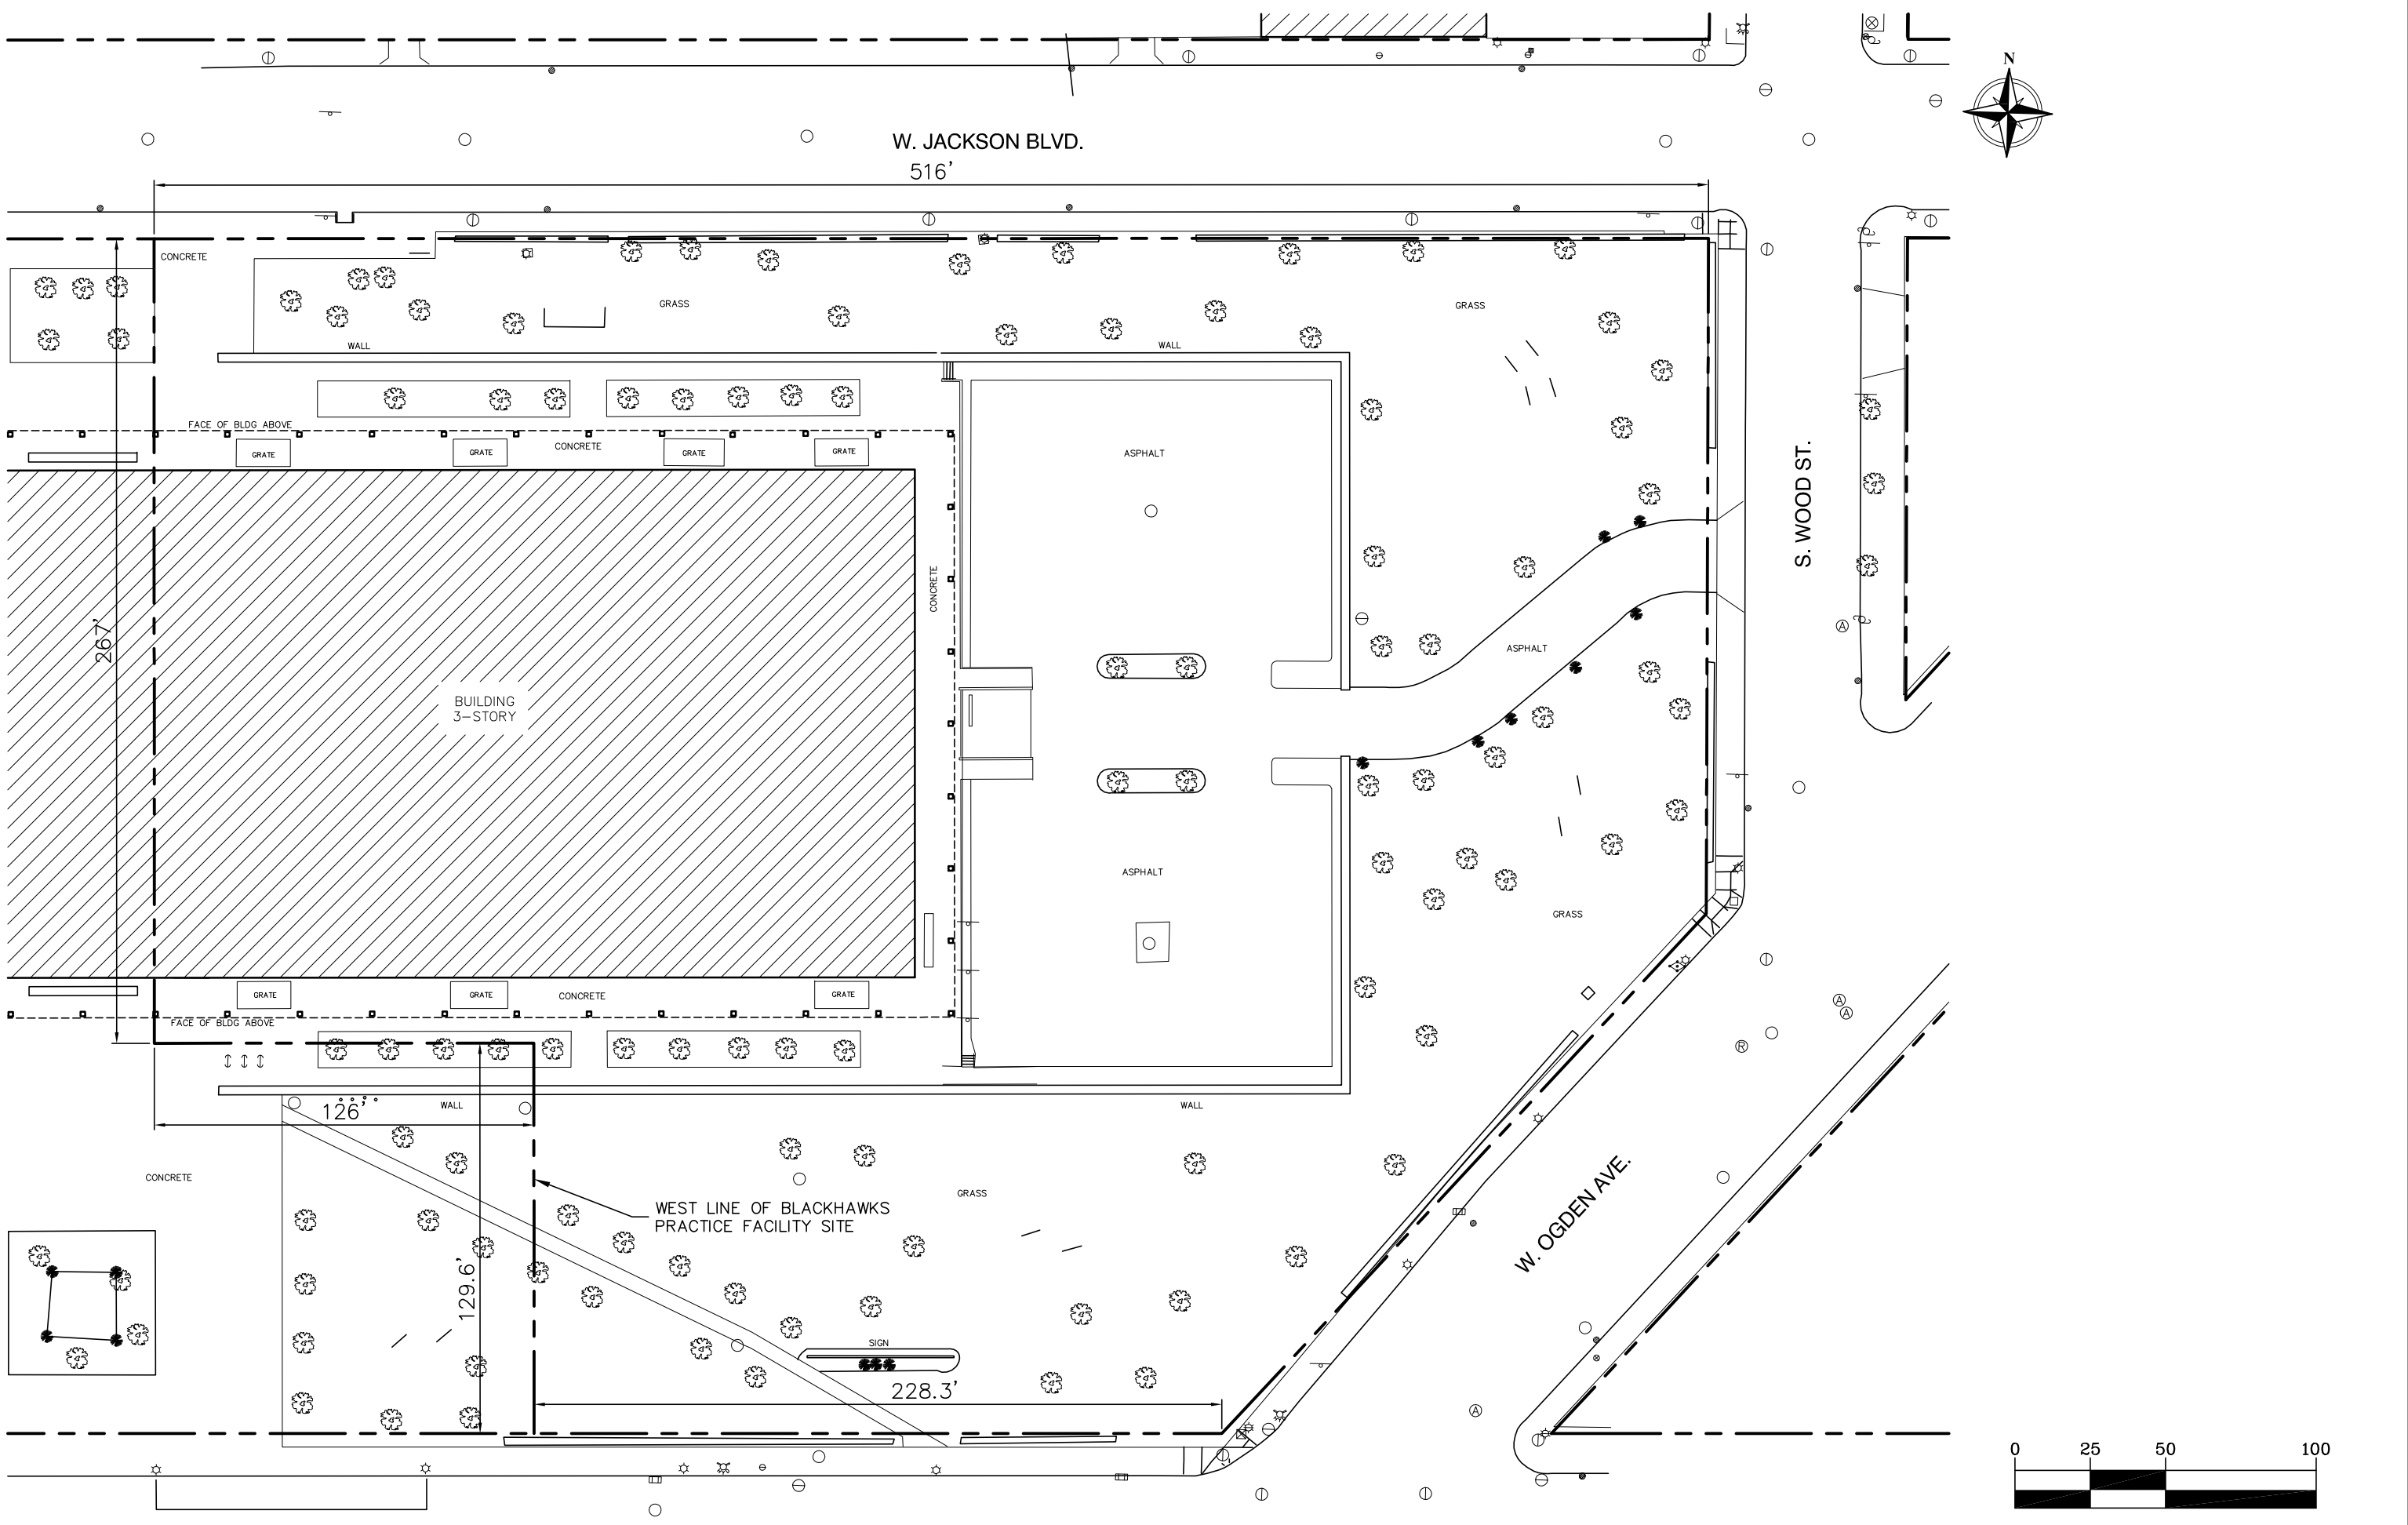 N
W. JACKSON BLVD.
516'
CONCRETE
GRASS
GRASS
WALL
WALL
FACE OF BLDG ABOVE
CONCRETE
GRATE
GRATE
GRATE
GRATE
ASPHALT
S. WOOD ST.
CONCRETE
267'
A
ASPHALT
BUILDING
3-STORY
ASPHALT
GRASS
GRATE
GRATE
CONCRETE
GRATE
A
A
FACE OF BLDG ABOVE
R
126'
WALL
WALL
CONCRETE
GRASS
WEST LINE OF BLACKHAWKS
PRACTICE FACILITY SITE
W. OGDEN AVE.
129.6'
SIGN
228.3'
A
0 25 50 100